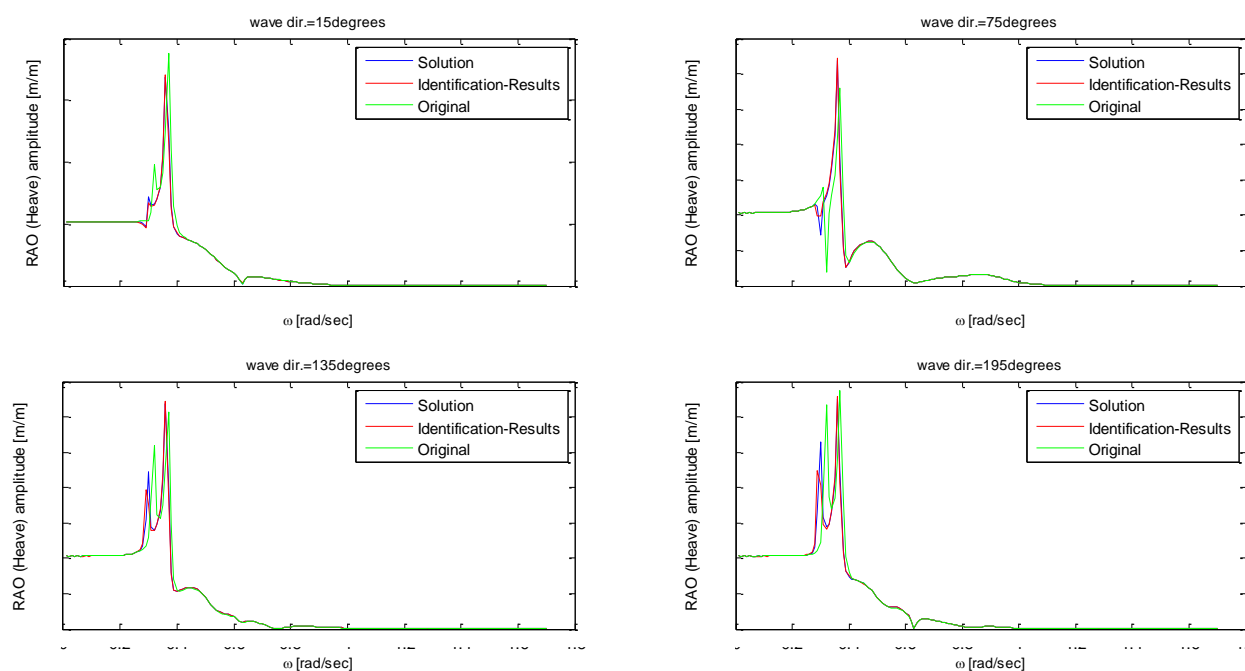 wave dir.=15degrees
RAO (Heave) amplitude [m/m]
Solution
Identification-Results
Original
ω [rad/sec]
wave dir.=75degrees
RAO (Heave) amplitude [m/m]
Solution
Identification-Results
Original
ω [rad/sec]
wave dir.=135degrees
RAO (Heave) amplitude [m/m]
Solution
Identification-Results
Original
ω [rad/sec]
wave dir.=195degrees
RAO (Heave) amplitude [m/m]
Solution
Identification-Results
Original
ω [rad/sec]